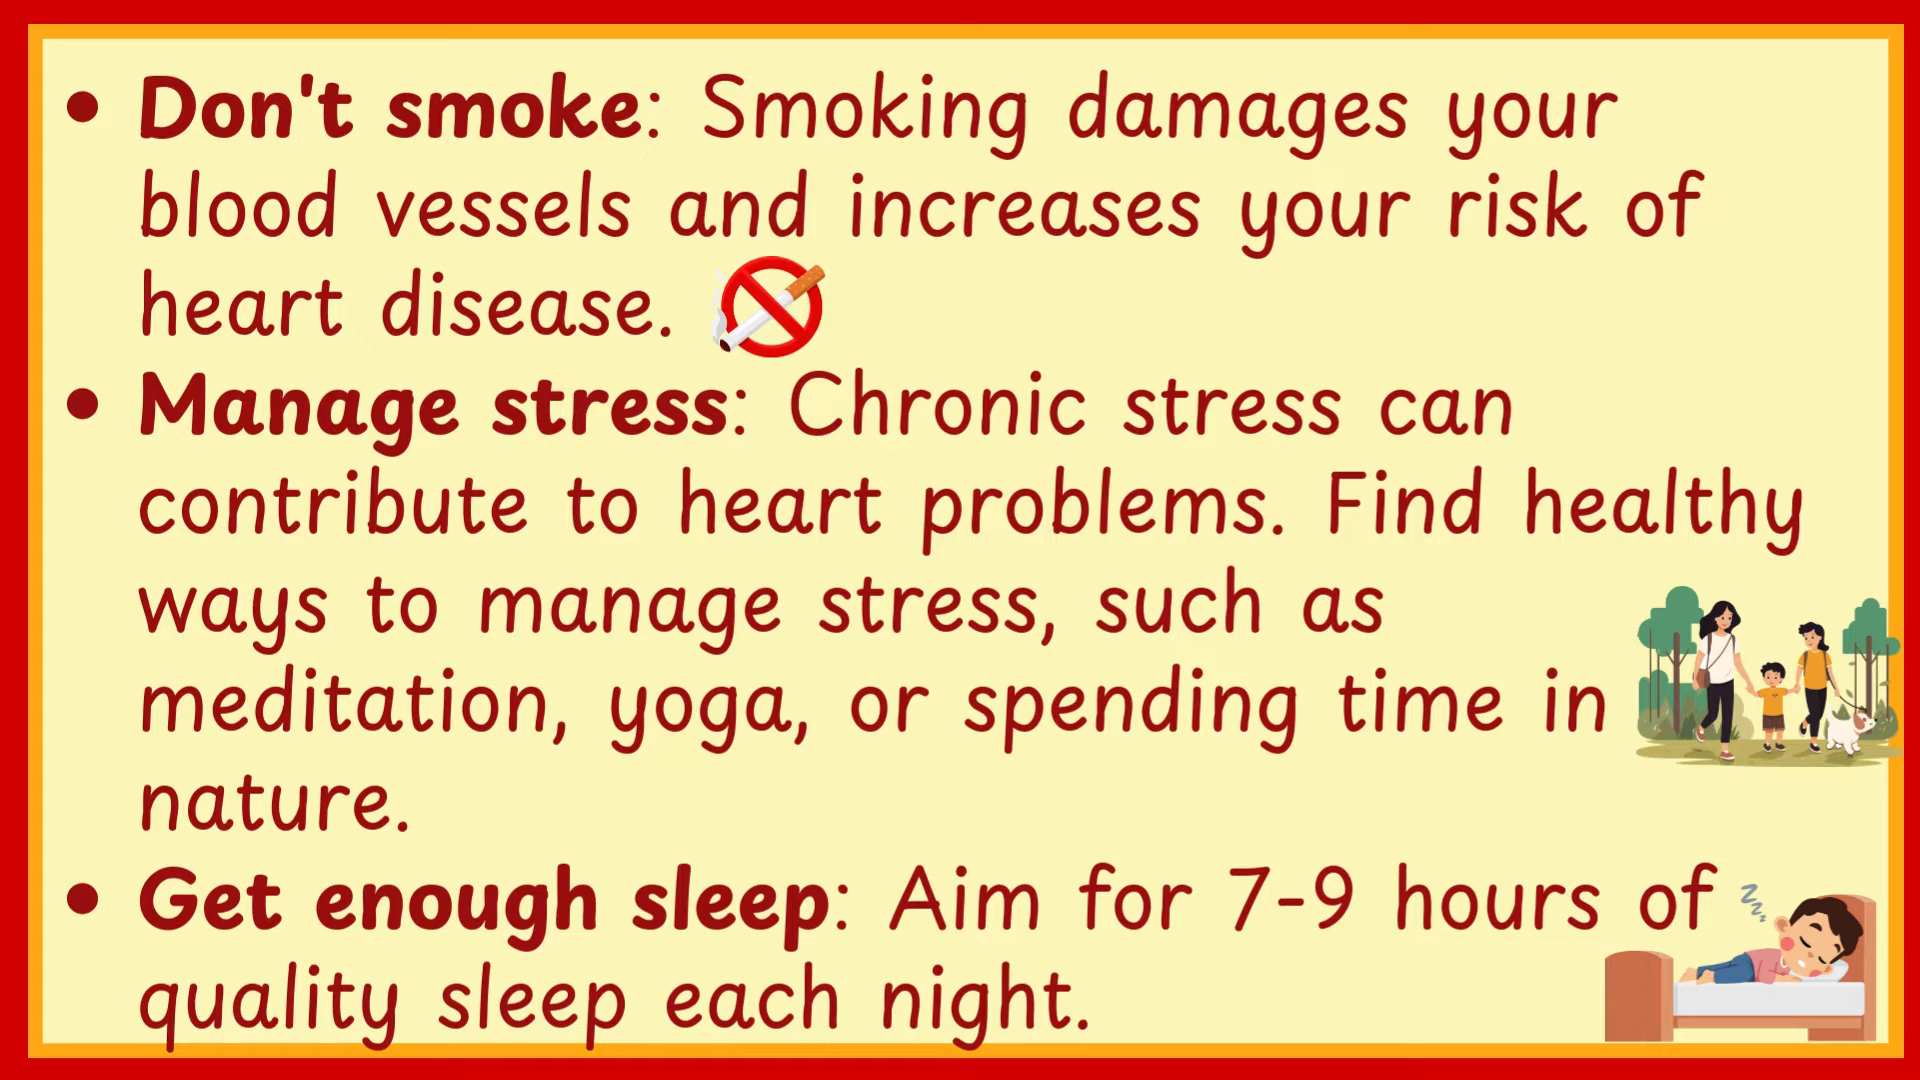 • Don't smoke: Smoking damages your
blood vessels and increases your risk of
heart disease.
• Manage stress: Chronic stress can
contribute to heart problems. Find healthy
ways to manage stress, such as
meditation, yoga, or spending time in
nature.
• Get enough sleep: Aim for 7-9 hours of
quality sleep each night.
zzz